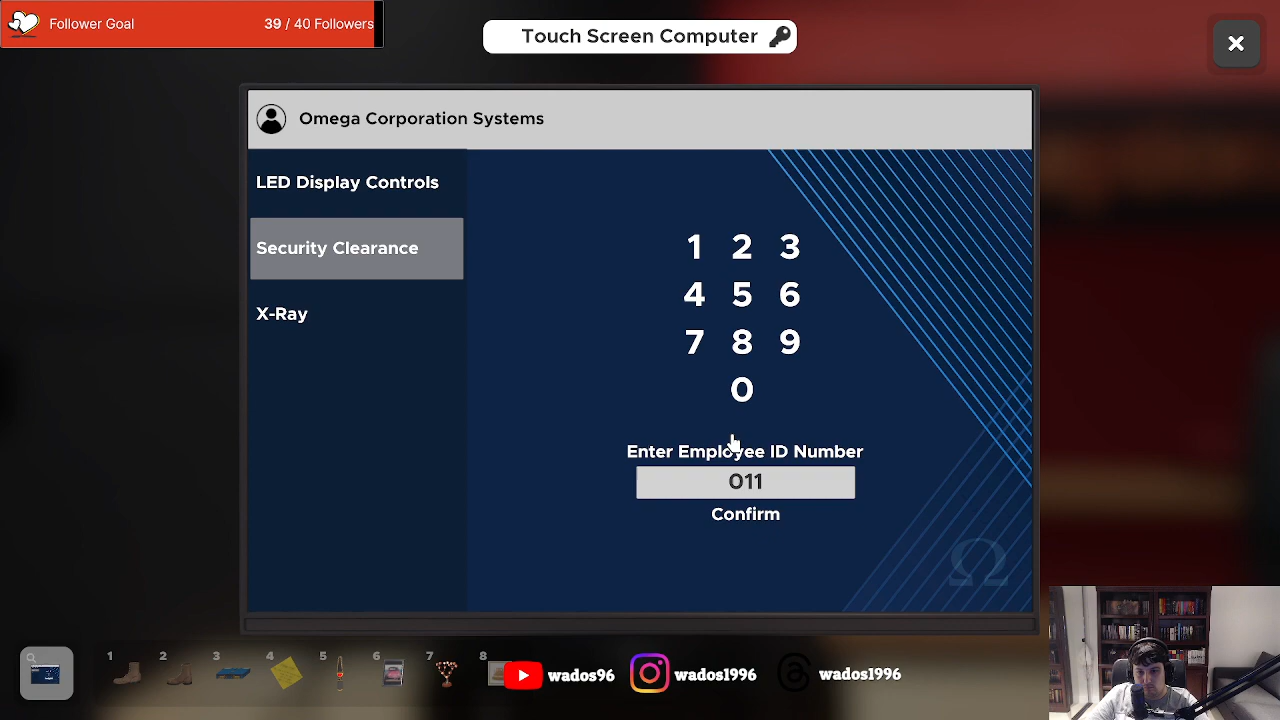 Follower Goal
39 / 40 Followers
Touch Screen Computer
Omega Corporation Systems
LED Display Controls
Security Clearance
X-Ray
1 2 3
4 5 6
7 8 9
0
Enter Employee ID Number
011
Confirm
Ω
1 2 3 4 5 6 7 8
wados96 wados1996 wados1996